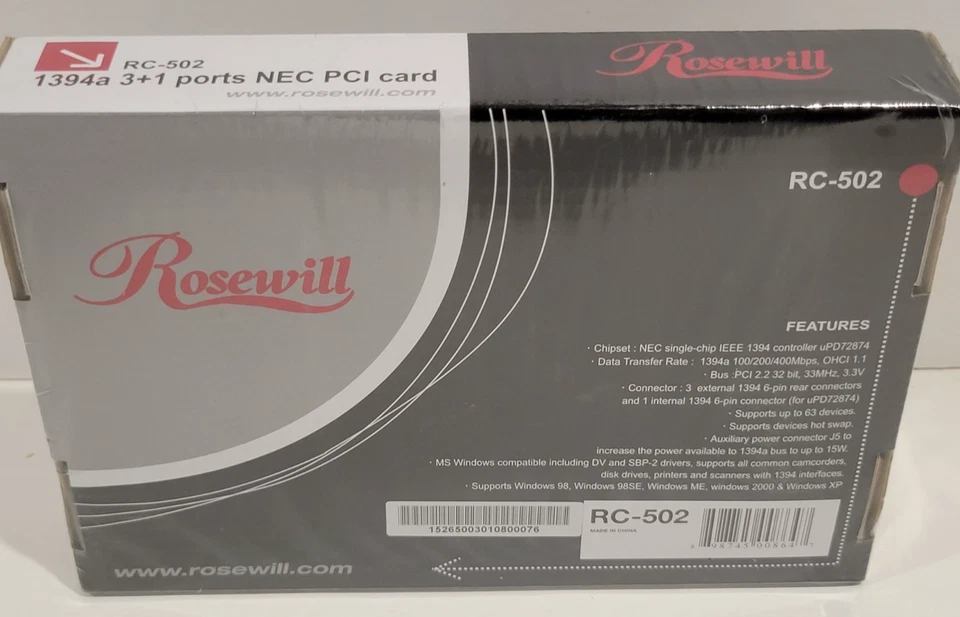 RC-502
1394a 3+1 ports NEC PCI card
www.rosewill.com
Rosewill
RC-502
Rosewill
FEATURES
· Chipset : NEC single-chip IEEE 1394 controller uPD72874
· Data Transfer Rate : 1394a 100/200/400Mbps, OHCI 1.1
· Bus :PCI 2.2 32 bit, 33MHz, 3.3V
· Connector : 3 external 1394 6-pin rear connectors
and 1 internal 1394 6-pin connector (for uPD72874)
· Supports up to 63 devices.
· Supports devices hot swap.
· Auxiliary power connector J5 to
increase the power available to 1394a bus to up to 15W.
· MS Windows compatible including DV and SBP-2 drivers, supports all common camcorders,
disk drives, printers and scanners with 1394 interfaces.
· Supports Windows 98, Windows 98SE, Windows ME, windows 2000 & Windows XP
15265003010800076
RC-502
MADE IN CHINA
www.rosewill.com